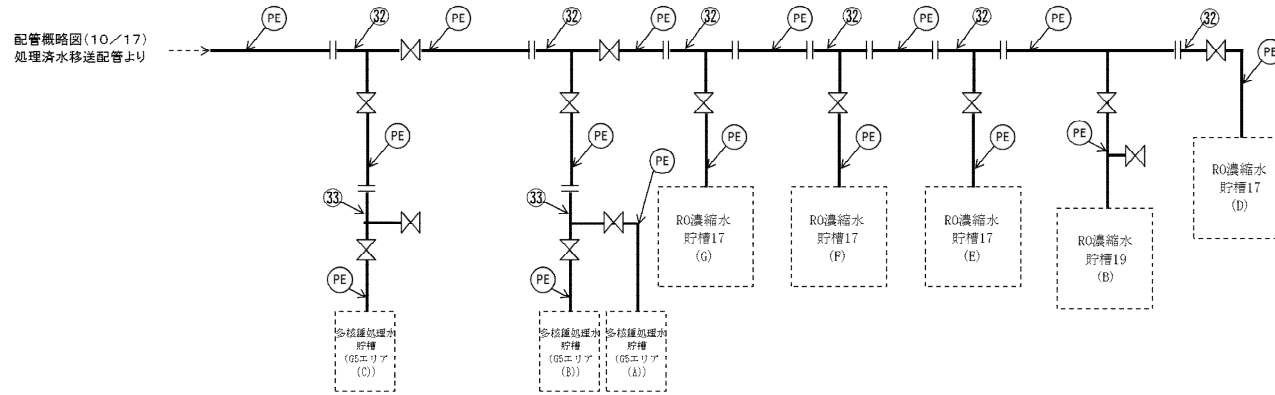 PE
㉜
PE
㉜
PE
㉜
PE
㉜
PE
㉜
PE
㉜
PE
配管概略図(10/17)
処理済水移送配管より
PE
PE
PE
PE
PE
PE
PE
㉝
㉝
PE
PE
RO濃縮水
貯槽17
(G)
RO濃縮水
貯槽17
(F)
RO濃縮水
貯槽17
(E)
RO濃縮水
貯槽19
(B)
RO濃縮水
貯槽17
(D)
多核種処理水
貯槽
(G5エリア
(C))
多核種処理水
貯槽
(G5エリア
(B))
多核種処理水
貯槽
(G5エリア
(A))